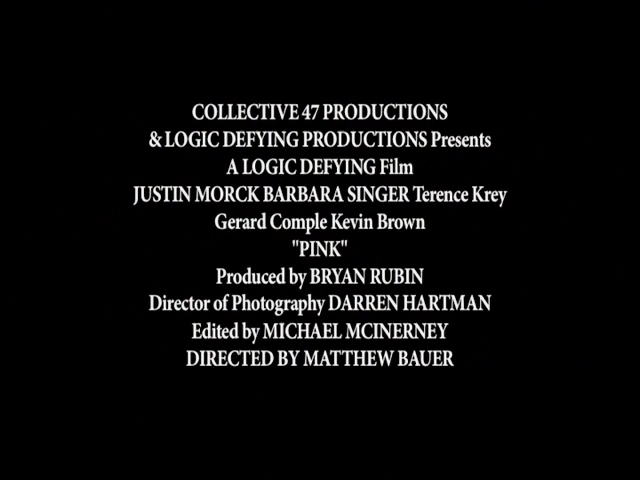 COLLECTIVE 47 PRODUCTIONS
& LOGIC DEFYING PRODUCTIONS Presents
A LOGIC DEFYING Film
JUSTIN MORCK BARBARA SINGER Terence Krey
Gerard Comple Kevin Brown
"PINK"
Produced by BRYAN RUBIN
Director of Photography DARREN HARTMAN
Edited by MICHAEL MCINERNEY
DIRECTED BY MATTHEW BAUER